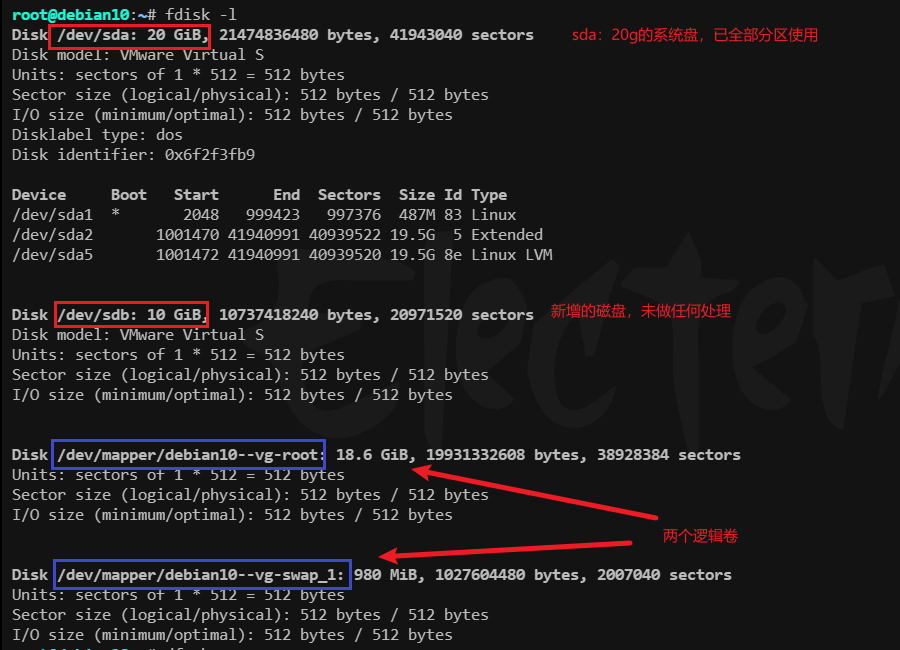 root@debian10:~# fdisk -l
Disk /dev/sda: 20 GiB, 21474836480 bytes, 41943040 sectors
sda：20g的系统盘，已全部分区使用
Disk model: VMware Virtual S
Units: sectors of 1 * 512 = 512 bytes
Sector size (logical/physical): 512 bytes / 512 bytes
I/O size (minimum/optimal): 512 bytes / 512 bytes
Disklabel type: dos
Disk identifier: 0x6f2f3fb9
Device     Boot   Start      End  Sectors  Size Id Type
/dev/sda1  *       2048   999423   997376  487M 83 Linux
/dev/sda2       1001470 41940991 40939522 19.5G  5 Extended
/dev/sda5       1001472 41940991 40939520 19.5G 8e Linux LVM
Disk /dev/sdb: 10 GiB, 10737418240 bytes, 20971520 sectors
新增的磁盘，未做任何处理
Disk model: VMware Virtual S
Units: sectors of 1 * 512 = 512 bytes
Sector size (logical/physical): 512 bytes / 512 bytes
I/O size (minimum/optimal): 512 bytes / 512 bytes
Disk /dev/mapper/debian10--vg-root: 18.6 GiB, 19931332608 bytes, 38928384 sectors
Units: sectors of 1 * 512 = 512 bytes
Sector size (logical/physical): 512 bytes / 512 bytes
I/O size (minimum/optimal): 512 bytes / 512 bytes
两个逻辑卷
Disk /dev/mapper/debian10--vg-swap_1: 980 MiB, 1027604480 bytes, 2007040 sectors
Units: sectors of 1 * 512 = 512 bytes
Sector size (logical/physical): 512 bytes / 512 bytes
I/O size (minimum/optimal): 512 bytes / 512 bytes